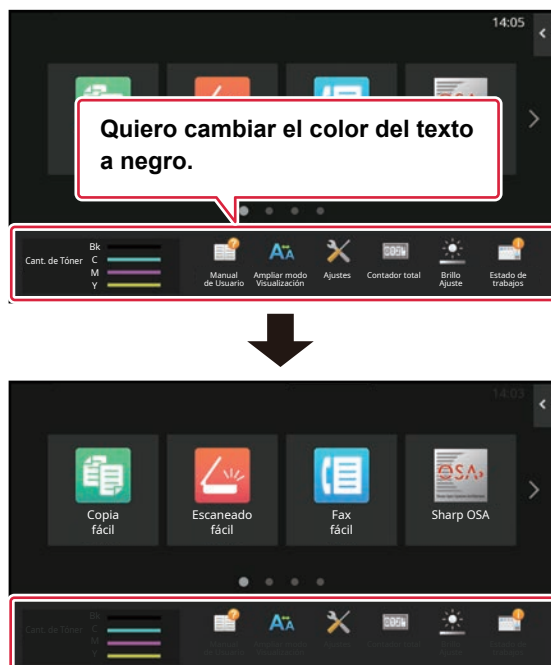 14:05
Quiero cambiar el color del texto
a negro.
Cant. de Tóner
Bk
C
M
Y
Manual
de Usuario
Ampliar modo
Visualización
Ajustes
Contador total
Brillo
Ajuste
Estado de
trabajos
14:03
Copia
fácil
Escaneado
fácil
Fax
fácil
OSA
Sharp OSA
Cant. de Tóner
Bk
C
M
Y